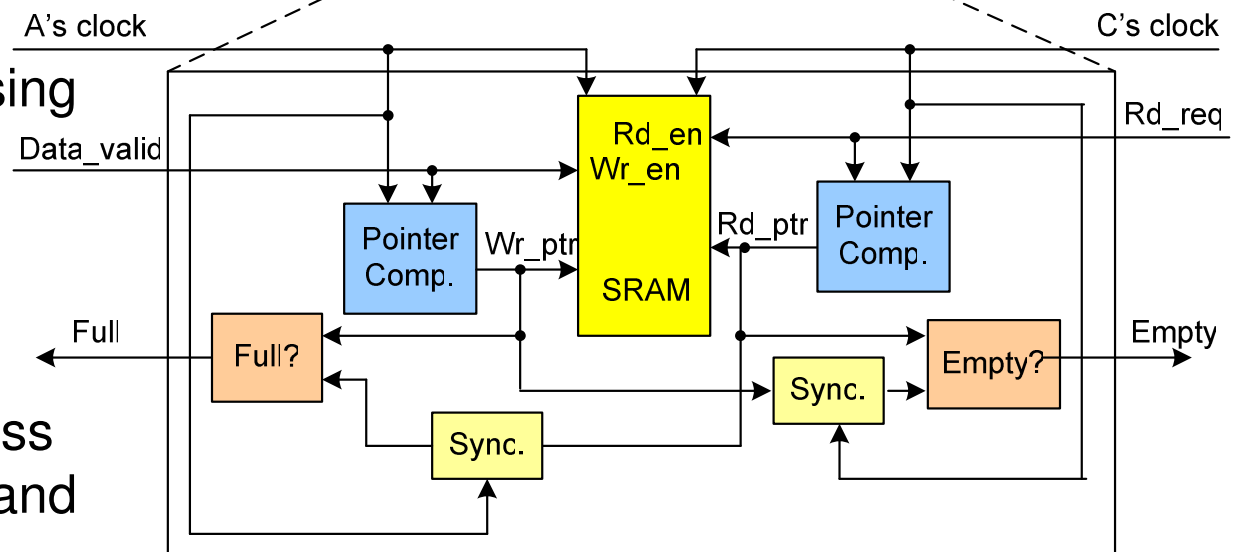 A's clock
C's clock
sing
Rd_req
Data_valid
Rd_en
Wr_en
Pointer
Comp.
Wr_ptr
Rd_ptr
Pointer
Comp.
SRAM
Full
Full?
Empty?
Empty
Sync.
Sync.
ss
and